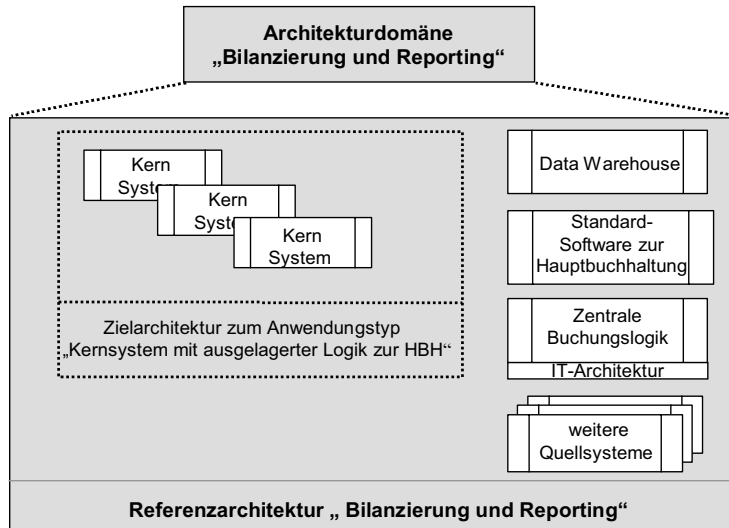 Architekturdomäne
„Bilanzierung und Reporting“
Kern
System
Kern
System
Kern
System
Zielarchitektur zum Anwendungstyp
„Kernsystem mit ausgelagerter Logik zur HBH“
Data Warehouse
Standard-
Software zur
Hauptbuchhaltung
Zentrale
Buchungslogik
IT-Architektur
weitere
Quellsysteme
Referenzarchitektur „ Bilanzierung und Reporting“